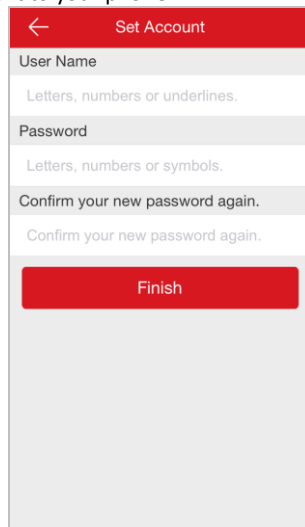 Set Account
User Name
Letters, numbers or underlines.
Password
Letters, numbers or symbols.
Confirm your new password again.
Confirm your new password again.
Finish